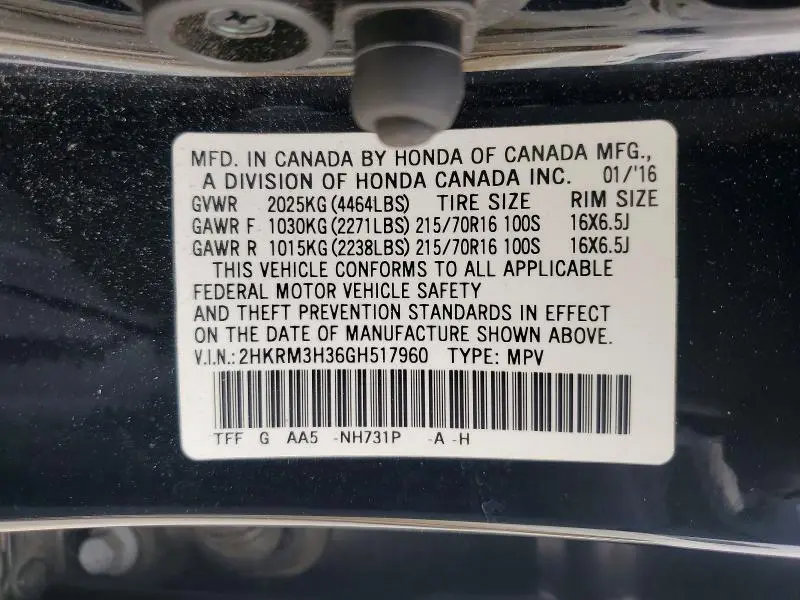 MFD. IN CANADA BY HONDA OF CANADA MFG.,
A DIVISION OF HONDA CANADA INC. 01/'16
GVWR 2025KG (4464LBS) TIRE SIZE RIM SIZE
GAWR F 1030KG (2271LBS) 215/70R16 100S 16X6.5J
GAWR R 1015KG (2238LBS) 215/70R16 100S 16X6.5J
THIS VEHICLE CONFORMS TO ALL APPLICABLE
FEDERAL MOTOR VEHICLE SAFETY
AND THEFT PREVENTION STANDARDS IN EFFECT
ON THE DATE OF MANUFACTURE SHOWN ABOVE.
V.I.N.: 2HKRM3H36GH517960 TYPE: MPV
TFF G AA5 -NH731P -A -H